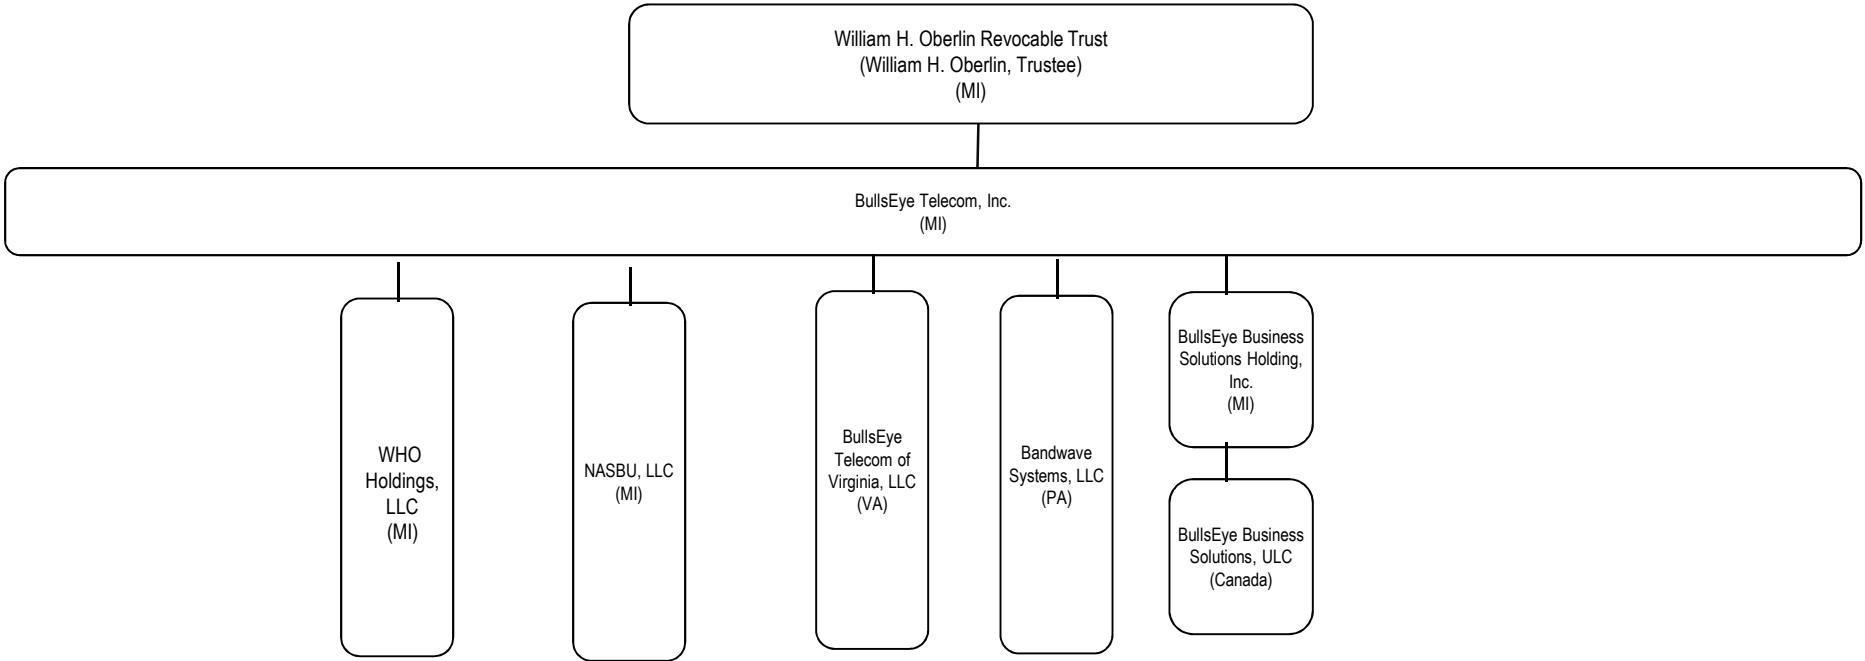 William H. Oberlin Revocable Trust
(William H. Oberlin, Trustee)
(MI)
BullsEye Telecom, Inc.
(MI)
WHO
Holdings,
LLC
(MI)
NASBU, LLC
(MI)
BullsEye
Telecom of
Virginia, LLC
(VA)
Bandwave
Systems, LLC
(PA)
BullsEye Business
Solutions Holding,
Inc.
(MI)
BullsEye Business
Solutions, ULC
(Canada)